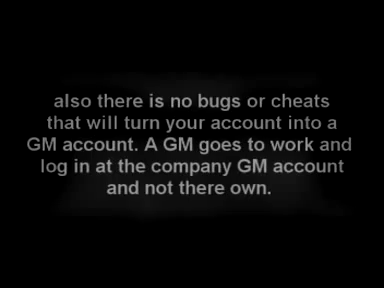 also there is no bugs or cheats
that will turn your account into a
GM account. A GM goes to work and
log in at the company GM account
and not there own.